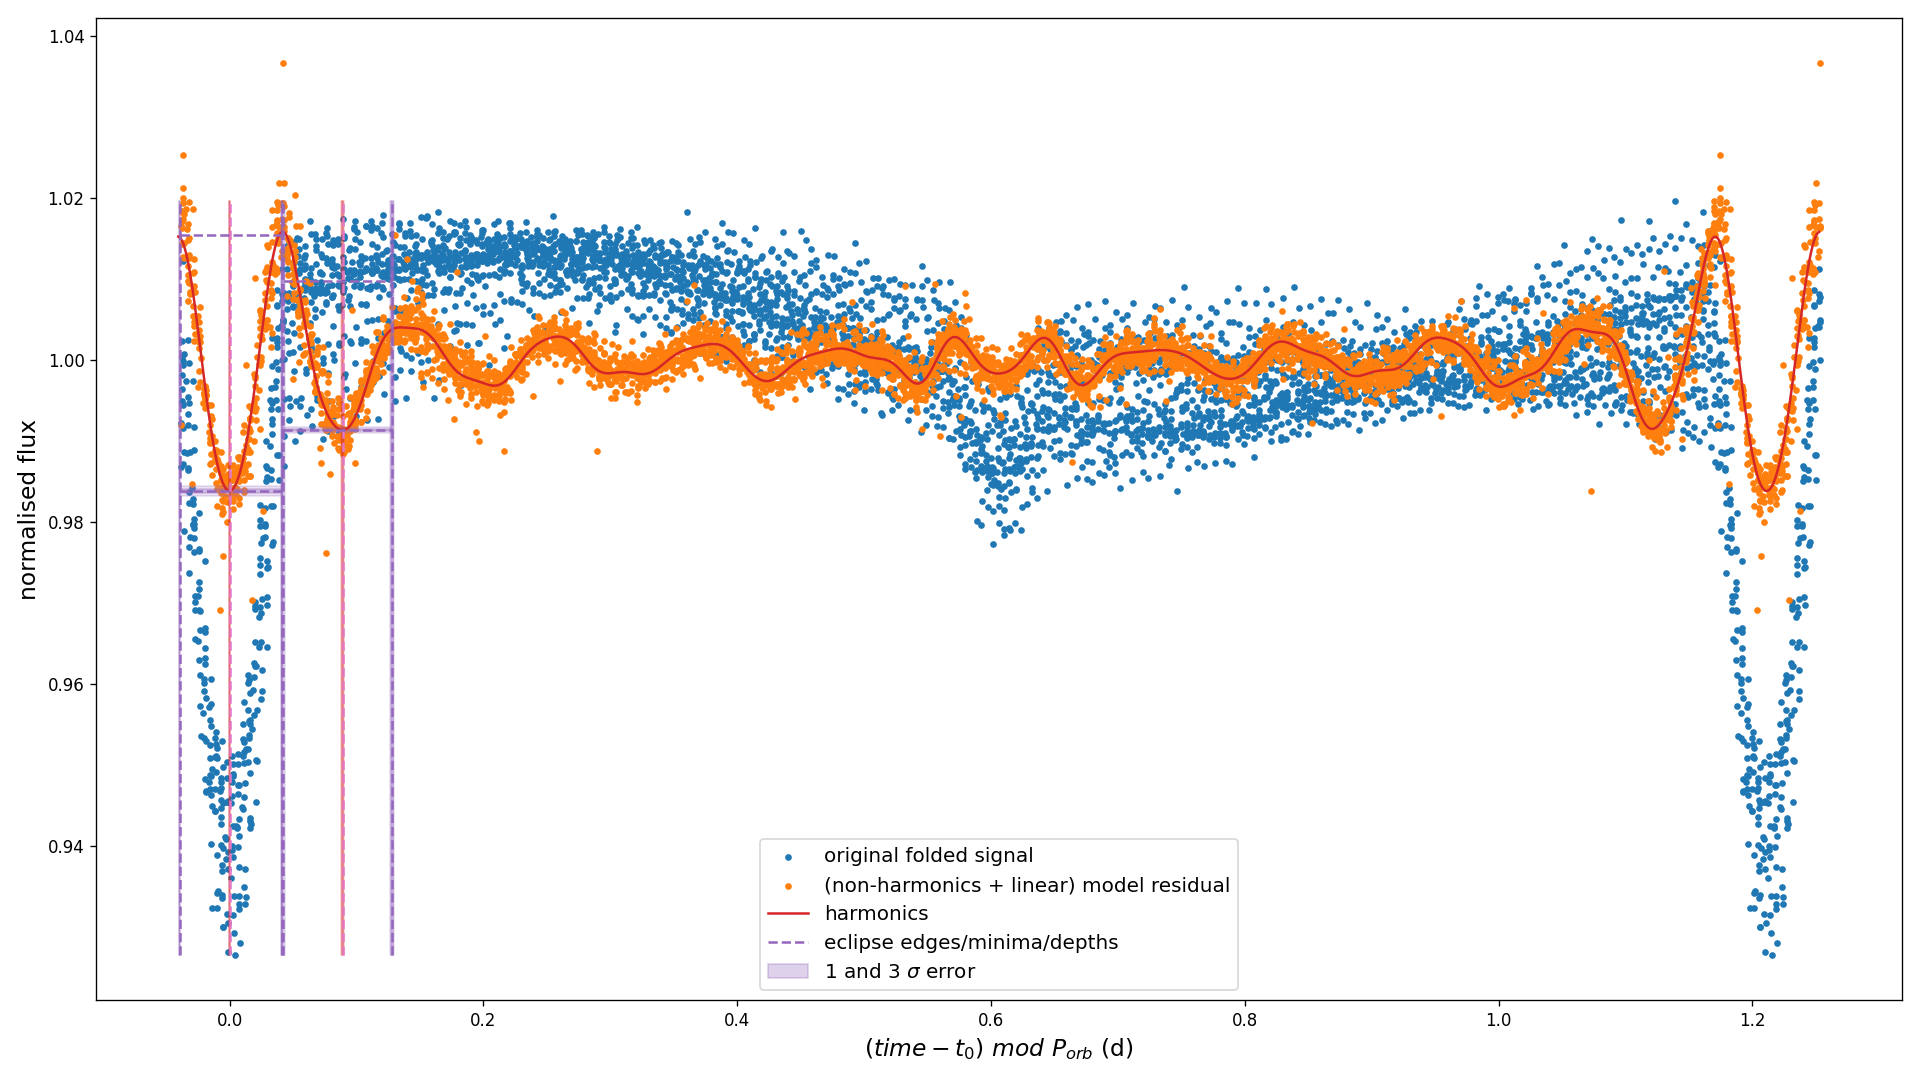 1.04
1.02
1.00
0.98
0.96
0.94
normalised flux
original folded signal
(non-harmonics + linear) model residual
harmonics
eclipse edges/minima/depths
1 and 3 σ error
0.0 0.2 0.4 0.6 0.8 1.0 1.2
(time − t₀) mod P_orb (d)